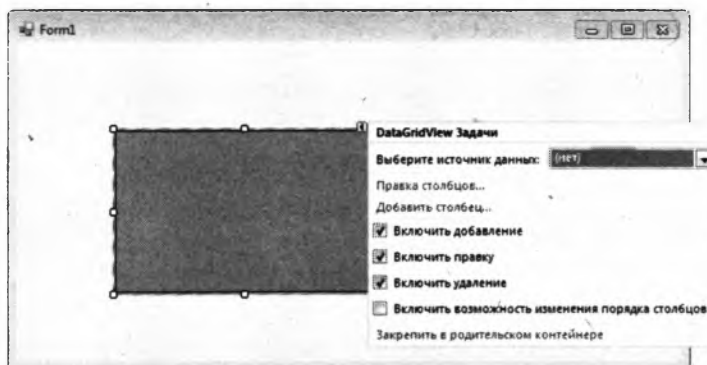 Form1
DataGridView Задачи
Выберите источник данных: (нет)
Правка столбцов...
Добавить столбец...
Включить добавление
Включить правку
Включить удаление
Включить возможность изменения порядка столбцов
Закрепить в родительском контейнере